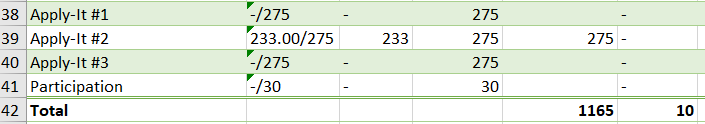 38 Apply-It #1 -/275 - 275 -
39 Apply-It #2 233.00/275 233 275 275 -
40 Apply-It #3 -/275 - 275 -
41 Participation -/30 - 30 -
42 Total 1165 10